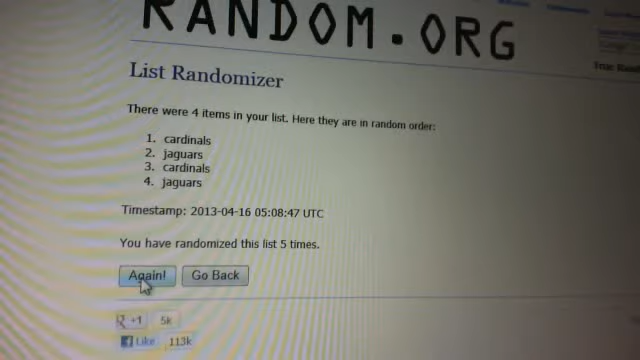 RANDOM.ORG
List Randomizer
There were 4 items in your list. Here they are in random order:
1. cardinals
2. jaguars
3. cardinals
4. jaguars
Timestamp: 2013-04-16 05:08:47 UTC
You have randomized this list 5 times.
Again! Go Back
+1 5k
Like 113k